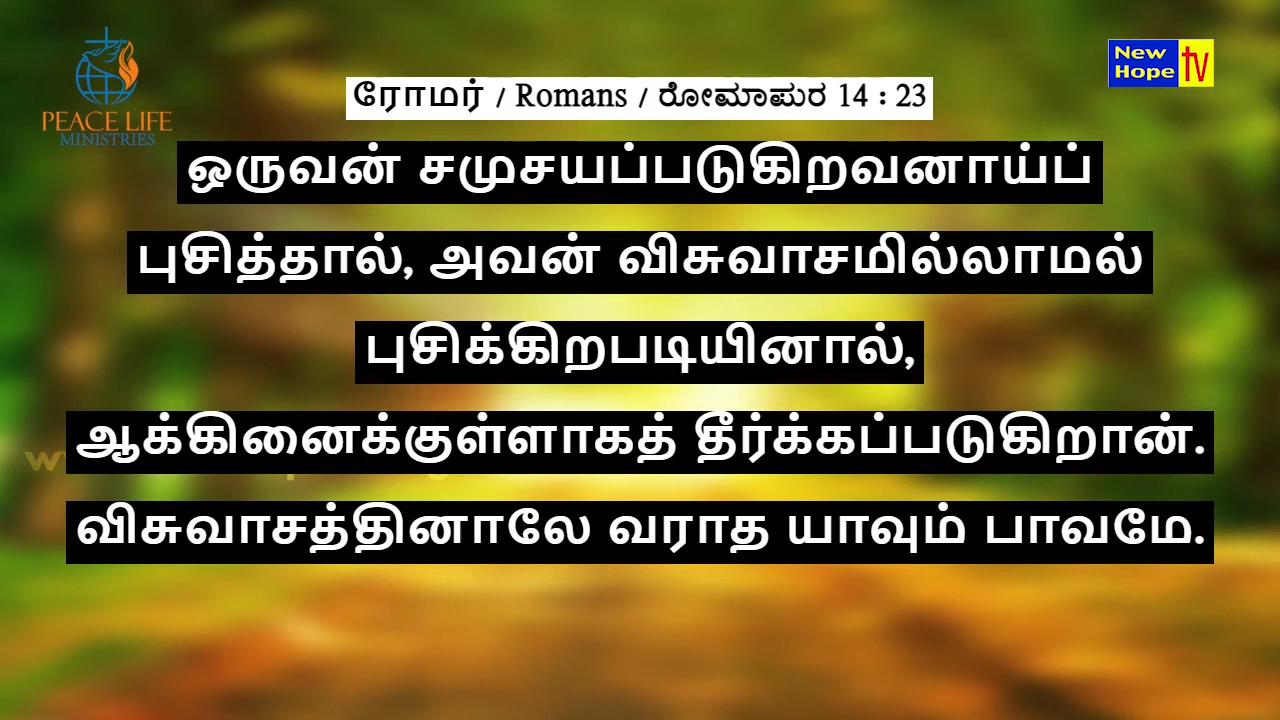 PEACE LIFE
MINISTRIES
New
Hope tv
ரோமர் / Romans / ರೋಮಾಪುರ 14 : 23
ஒருவன் சமுசயப்படுகிறவனாய்ப்
புசித்தால், அவன் விசுவாசமில்லாமல்
புசிக்கிறபடியினால்,
ஆக்கினைக்குள்ளாகத் தீர்க்கப்படுகிறான்.
விசுவாசத்தினாலே வராத யாவும் பாவமே.